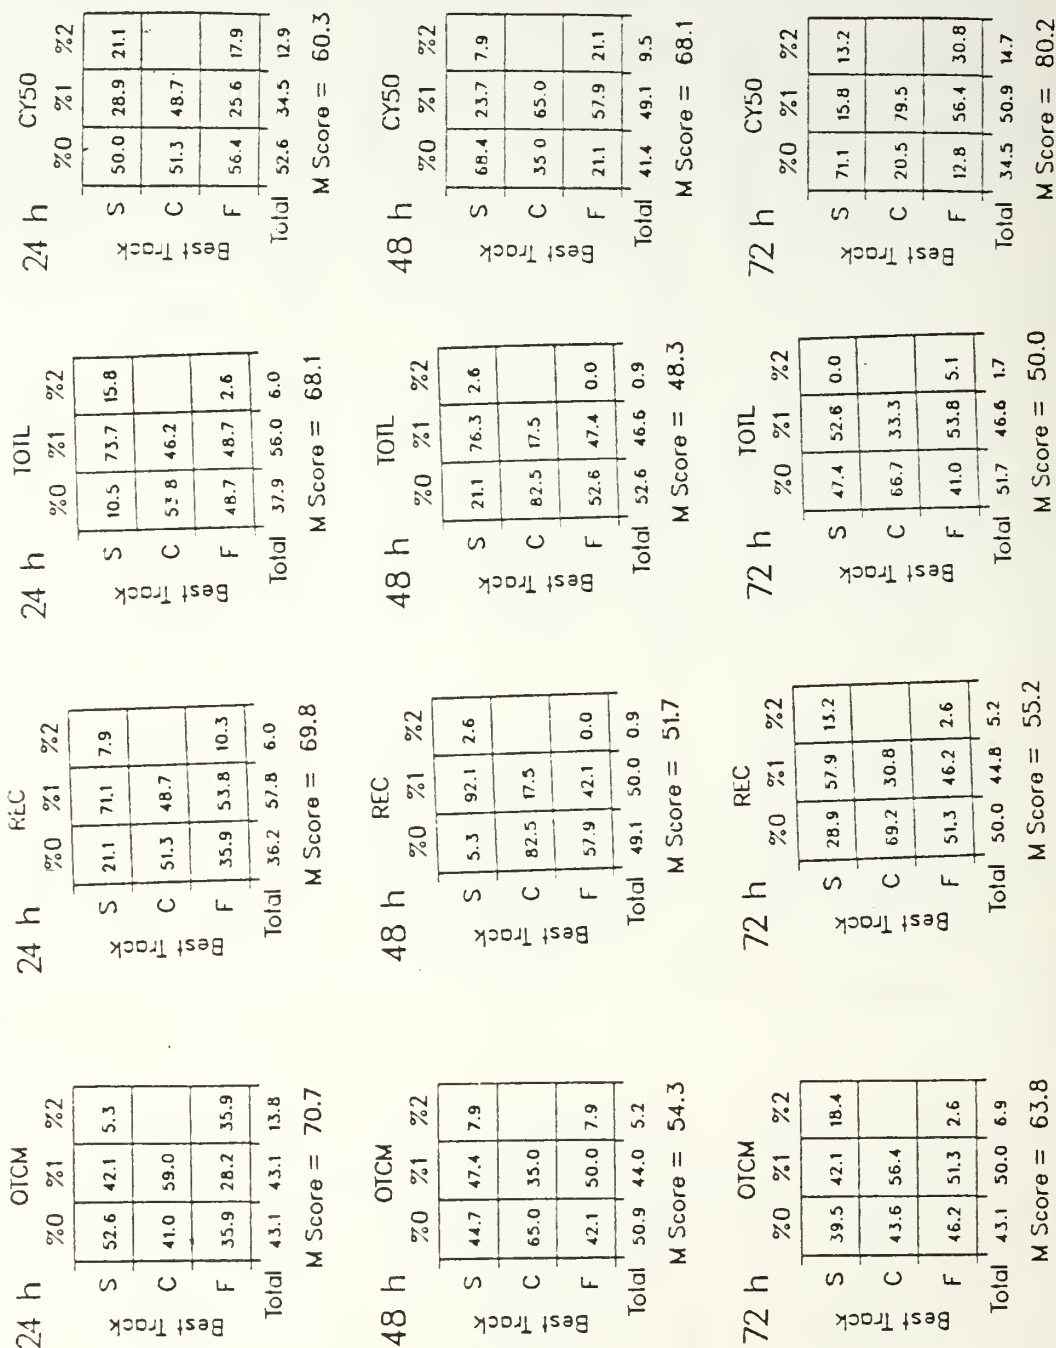 24 h
OTCM
%0 %1 %2
S 52.6 42.1 5.3
C 41.0 59.0
F 35.9 28.2 35.9
Best Track
Total 43.1 43.1 13.8
M Score = 70.7
24 h
REC
%0 %1 %2
S 21.1 71.1 7.9
C 51.3 48.7
F 35.9 53.8 10.3
Best Track
Total 36.2 57.8 6.0
M Score = 69.8
24 h
TOTL
%0 %1 %2
S 10.5 73.7 15.8
C 53.8 46.2
F 48.7 48.7 2.6
Best Track
Total 37.9 56.0 6.0
M Score = 68.1
24 h
CY50
%0 %1 %2
S 50.0 28.9 21.1
C 51.3 48.7
F 56.4 25.6 17.9
Best Track
Total 52.6 34.5 12.9
M Score = 60.3
48 h
OTCM
%0 %1 %2
S 44.7 47.4 7.9
C 65.0 35.0
F 42.1 50.0 7.9
Best Track
Total 50.9 44.0 5.2
M Score = 54.3
48 h
REC
%0 %1 %2
S 5.3 92.1 2.6
C 82.5 17.5
F 57.9 42.1 0.0
Best Track
Total 49.1 50.0 0.9
M Score = 51.7
48 h
TOTL
%0 %1 %2
S 21.1 76.3 2.6
C 82.5 17.5
F 52.6 47.4 0.0
Best Track
Total 52.6 46.6 0.9
M Score = 48.3
48 h
CY50
%0 %1 %2
S 68.4 23.7 7.9
C 35.0 65.0
F 21.1 57.9 21.1
Best Track
Total 41.4 49.1 9.5
M Score = 68.1
72 h
OTCM
%0 %1 %2
S 39.5 42.1 18.4
C 43.6 56.4
F 46.2 51.3 2.6
Best Track
Total 43.1 50.0 6.9
M Score = 63.8
72 h
REC
%0 %1 %2
S 28.9 57.9 13.2
C 69.2 30.8
F 51.3 46.2 2.6
Best Track
Total 50.0 44.8 5.2
M Score = 55.2
72 h
TOTL
%0 %1 %2
S 47.4 52.6 0.0
C 66.7 33.3
F 41.0 53.8 5.1
Best Track
Total 51.7 46.6 1.7
M Score = 50.0
72 h
CY50
%0 %1 %2
S 71.1 15.8 13.2
C 20.5 79.5
F 12.8 56.4 30.8
Best Track
Total 34.5 50.9 14.7
M Score = 80.2